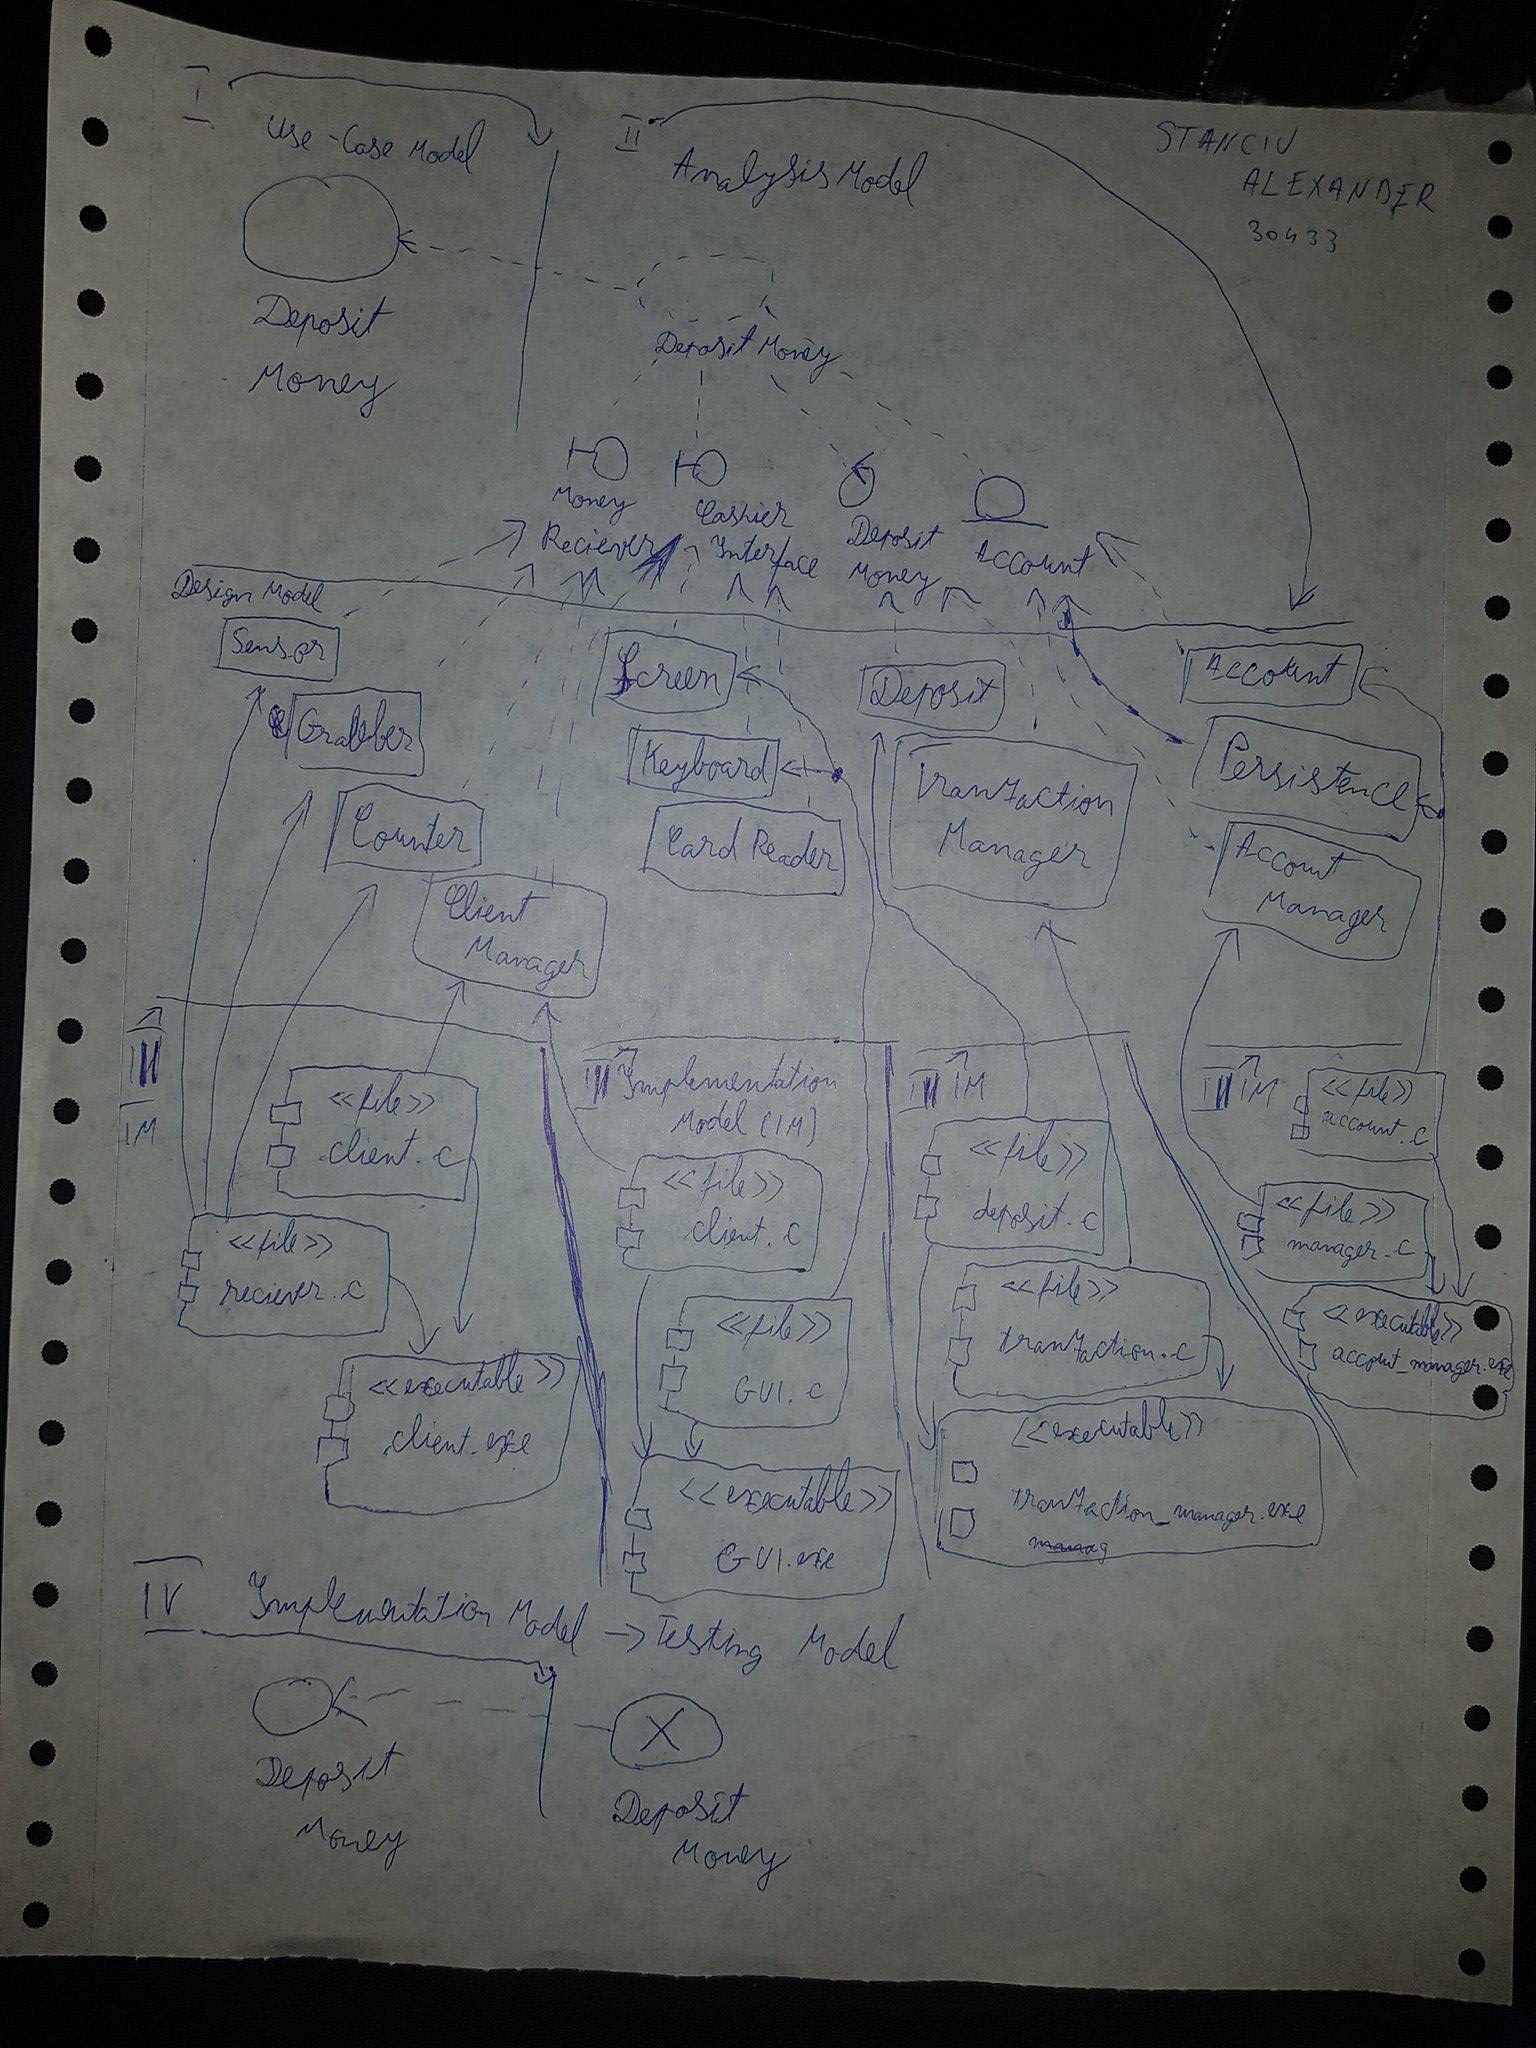 I
Use-Case Model
II
Analysis Model
STANCIU
ALEXANDER
30433
Deposit
Money
Deposit Money
Money
Reciever
Cashier
Interface
Deposit
Money
Account
Design Model
Sensor
Grabber
Counter
Client
Manager
Screen
Keyboard
Card Reader
Deposit
Transaction
Manager
Account
Persistence
Account
Manager
III
IM
<<file>>
client.c
<<file>>
reciever.c
<<executable>>
client.exe
III Implementation
Model (IM)
<<file>>
client.c
<<file>>
GUI.c
<<executable>>
GUI.exe
III IM
<<file>>
deposit.c
<<file>>
transaction.c
<<executable>>
transaction_manager.exe
III IM
<<file>>
account.c
<<file>>
manager.c
<<executable>>
account_manager.exe
IV Implementation Model → Testing Model
Deposit
Money
X
Deposit
Money